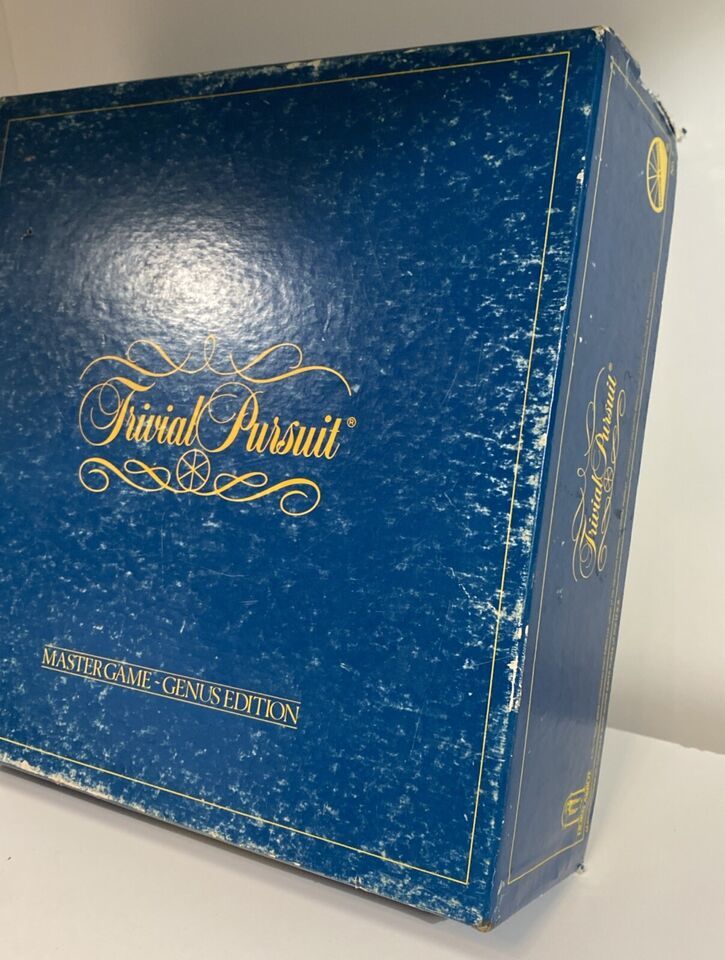 Trivial Pursuit®
MASTER GAME - GENUS EDITION
Trivial Pursuit®